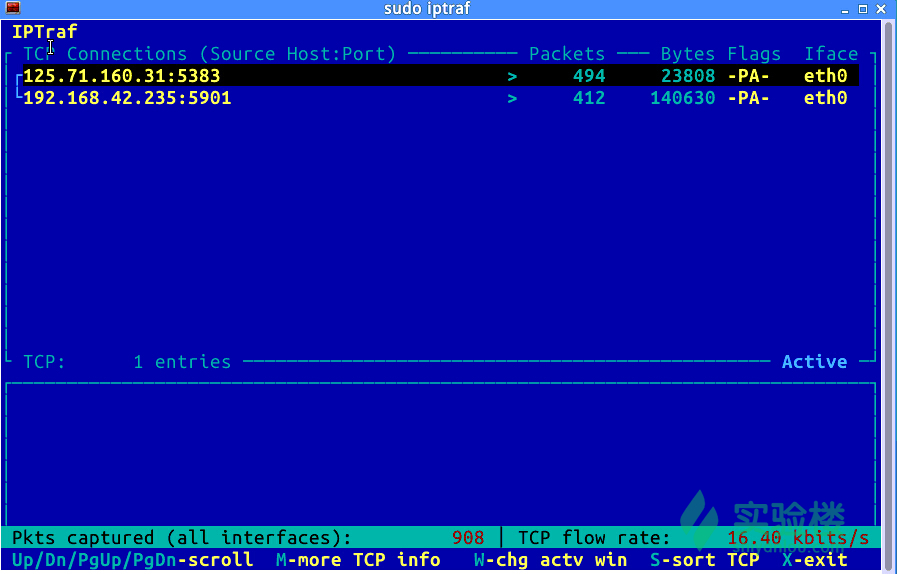 sudo iptraf
IPTraf
TCP Connections (Source Host:Port) Packets Bytes Flags Iface
125.71.160.31:5383 > 494 23808 -PA- eth0
192.168.42.235:5901 > 412 140630 -PA- eth0
TCP: 1 entries Active
实验楼
Pkts captured (all interfaces): 908 | TCP flow rate: 16.40 kbits/s
shiyanlou.com
Up/Dn/PgUp/PgDn-scroll M-more TCP info W-chg actv win S-sort TCP X-exit